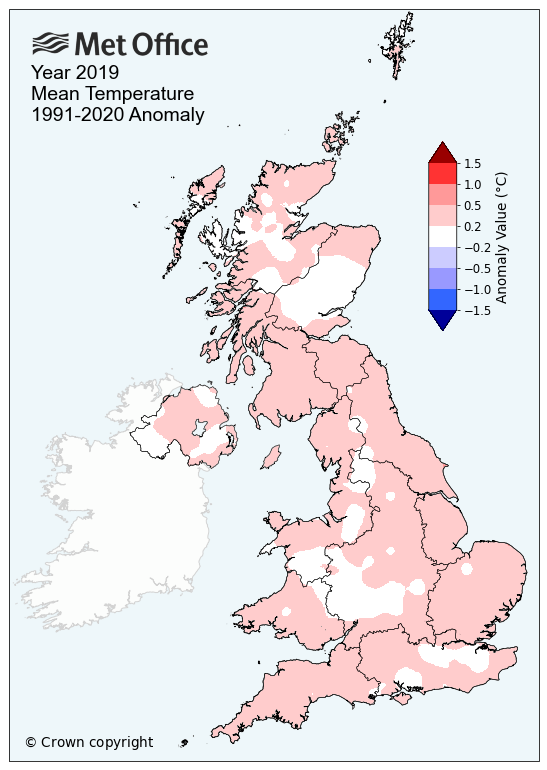 Met Office
Year 2019
Mean Temperature
1991-2020 Anomaly
1.5
1.0
0.5
0.2
−0.2
−0.5
−1.0
−1.5
Anomaly Value (°C)
© Crown copyright